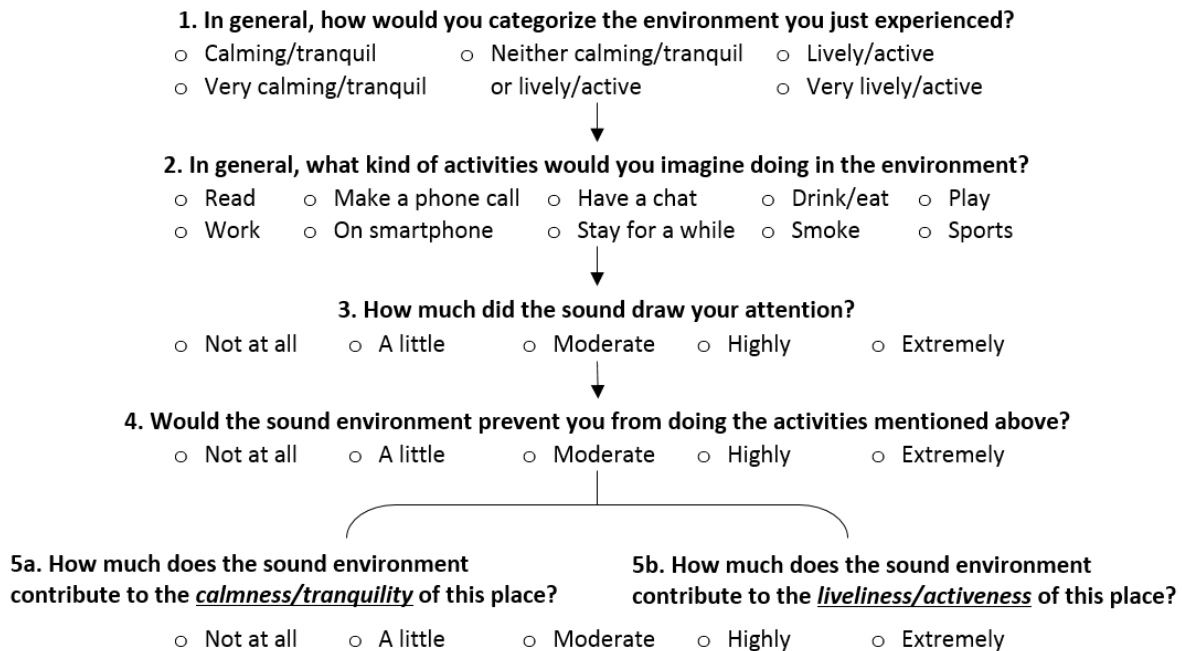 1. In general, how would you categorize the environment you just experienced?
○ Calming/tranquil ○ Neither calming/tranquil ○ Lively/active
○ Very calming/tranquil or lively/active ○ Very lively/active
2. In general, what kind of activities would you imagine doing in the environment?
○ Read ○ Make a phone call ○ Have a chat ○ Drink/eat ○ Play
○ Work ○ On smartphone ○ Stay for a while ○ Smoke ○ Sports
3. How much did the sound draw your attention?
○ Not at all ○ A little ○ Moderate ○ Highly ○ Extremely
4. Would the sound environment prevent you from doing the activities mentioned above?
○ Not at all ○ A little ○ Moderate ○ Highly ○ Extremely
5a. How much does the sound environment
contribute to the calmness/tranquility of this place?
5b. How much does the sound environment
contribute to the liveliness/activeness of this place?
○ Not at all ○ A little ○ Moderate ○ Highly ○ Extremely